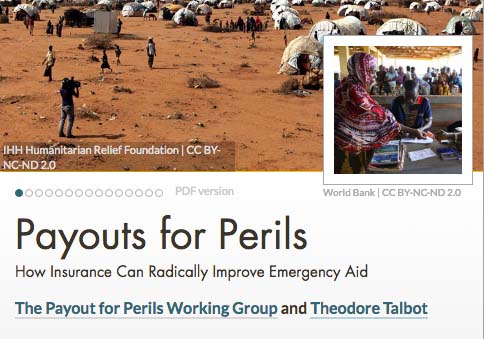 IHH Humanitarian Relief Foundation | CC BY-
NC-ND 2.0
World Bank | CC BY-NC-ND 2.0
PDF version
Payouts for Perils
How Insurance Can Radically Improve Emergency Aid
The Payout for Perils Working Group and Theodore Talbot